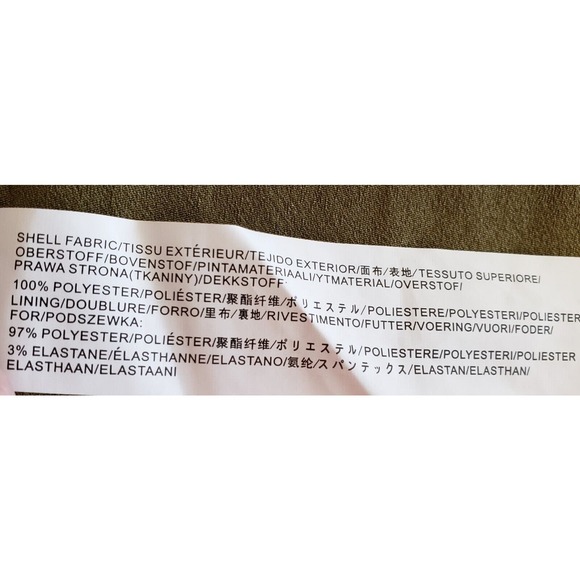 SHELL FABRIC/TISSU EXTÉRIEUR/TEJIDO EXTERIOR/面布/表地/TESSUTO SUPERIORE/
OBERSTOFF/BOVENSTOF/PINTAMATERIAALI/YTMATERIAL/OVERSTOF/
PRAWA STRONA(TKANINY)/DEKKSTOFF:
100% POLYESTER/POLIÉSTER/聚酯纤维/ポリエステル/POLIESTERE/POLYESTERI/POLIESTER
LINING/DOUBLURE/FORRO/里布/裏地/RIVESTIMENTO/FUTTER/VOERING/VUORI/FODER/
FOR/PODSZEWKA:
97% POLYESTER/POLIÉSTER/聚酯纤维/ポリエステル/POLIESTERE/POLYESTERI/POLIESTER
3% ELASTANE/ÉLASTHANNE/ELASTANO/氨纶/スパンテックス/ELASTAN/ELASTHAN/
ELASTHAAN/ELASTAANI